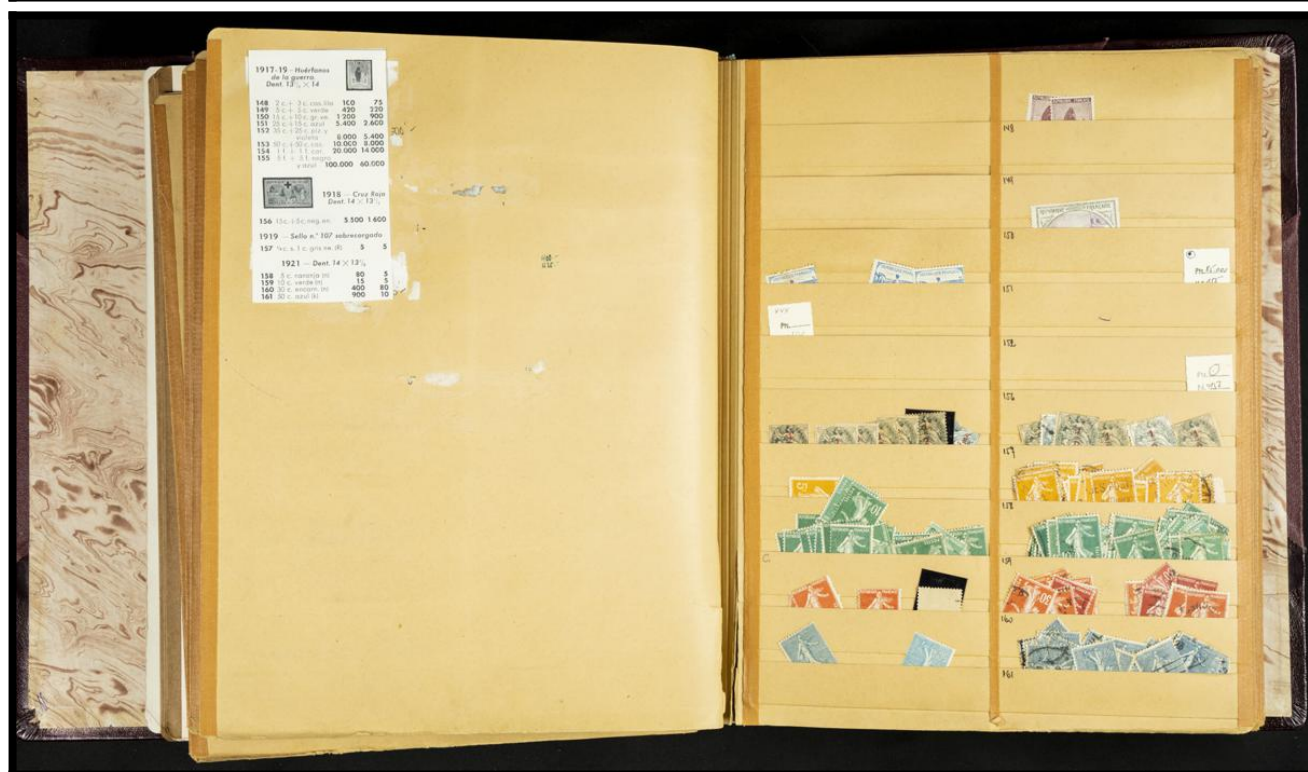 1917-19 - Huérfanos
de la guerra.
Dent. 13½ × 14
148 2 c. + 3 c. cas. lila 100 75
149 5 c. + 5 c. verde 420 220
150 15 c. + 10 c. gr. ve. 1 200 900
151 25 c. + 15 c. azul 5.400 2.600
152 35 c. + 25 c. piz. y
violeta 8.000 5.400
153 50 c. + 50 c. cas. 10.000 8.000
154 1 f. + 1 f. car. 20 000 14 000
155 5 f. + 5 f. negro
y azul 100.000 60.000
1918 — Cruz Roja
Dent. 14 × 13½
156 15 c. + 5 c. neg. en. 5 500 1 600
1919 — Sello n.º 107 sobrecargado
157 ½ c. s. 1 c. gris ne. (R) 5 5
1921 — Dent. 14 × 13½
158 5 c. naranja (n) 80 5
159 10 c. verde (n) 15 5
160 30 c. encarn. (n) 400 80
161 50 c. azul (k) 900 10
148
149
150
151
152
156
157
158
159
160
161